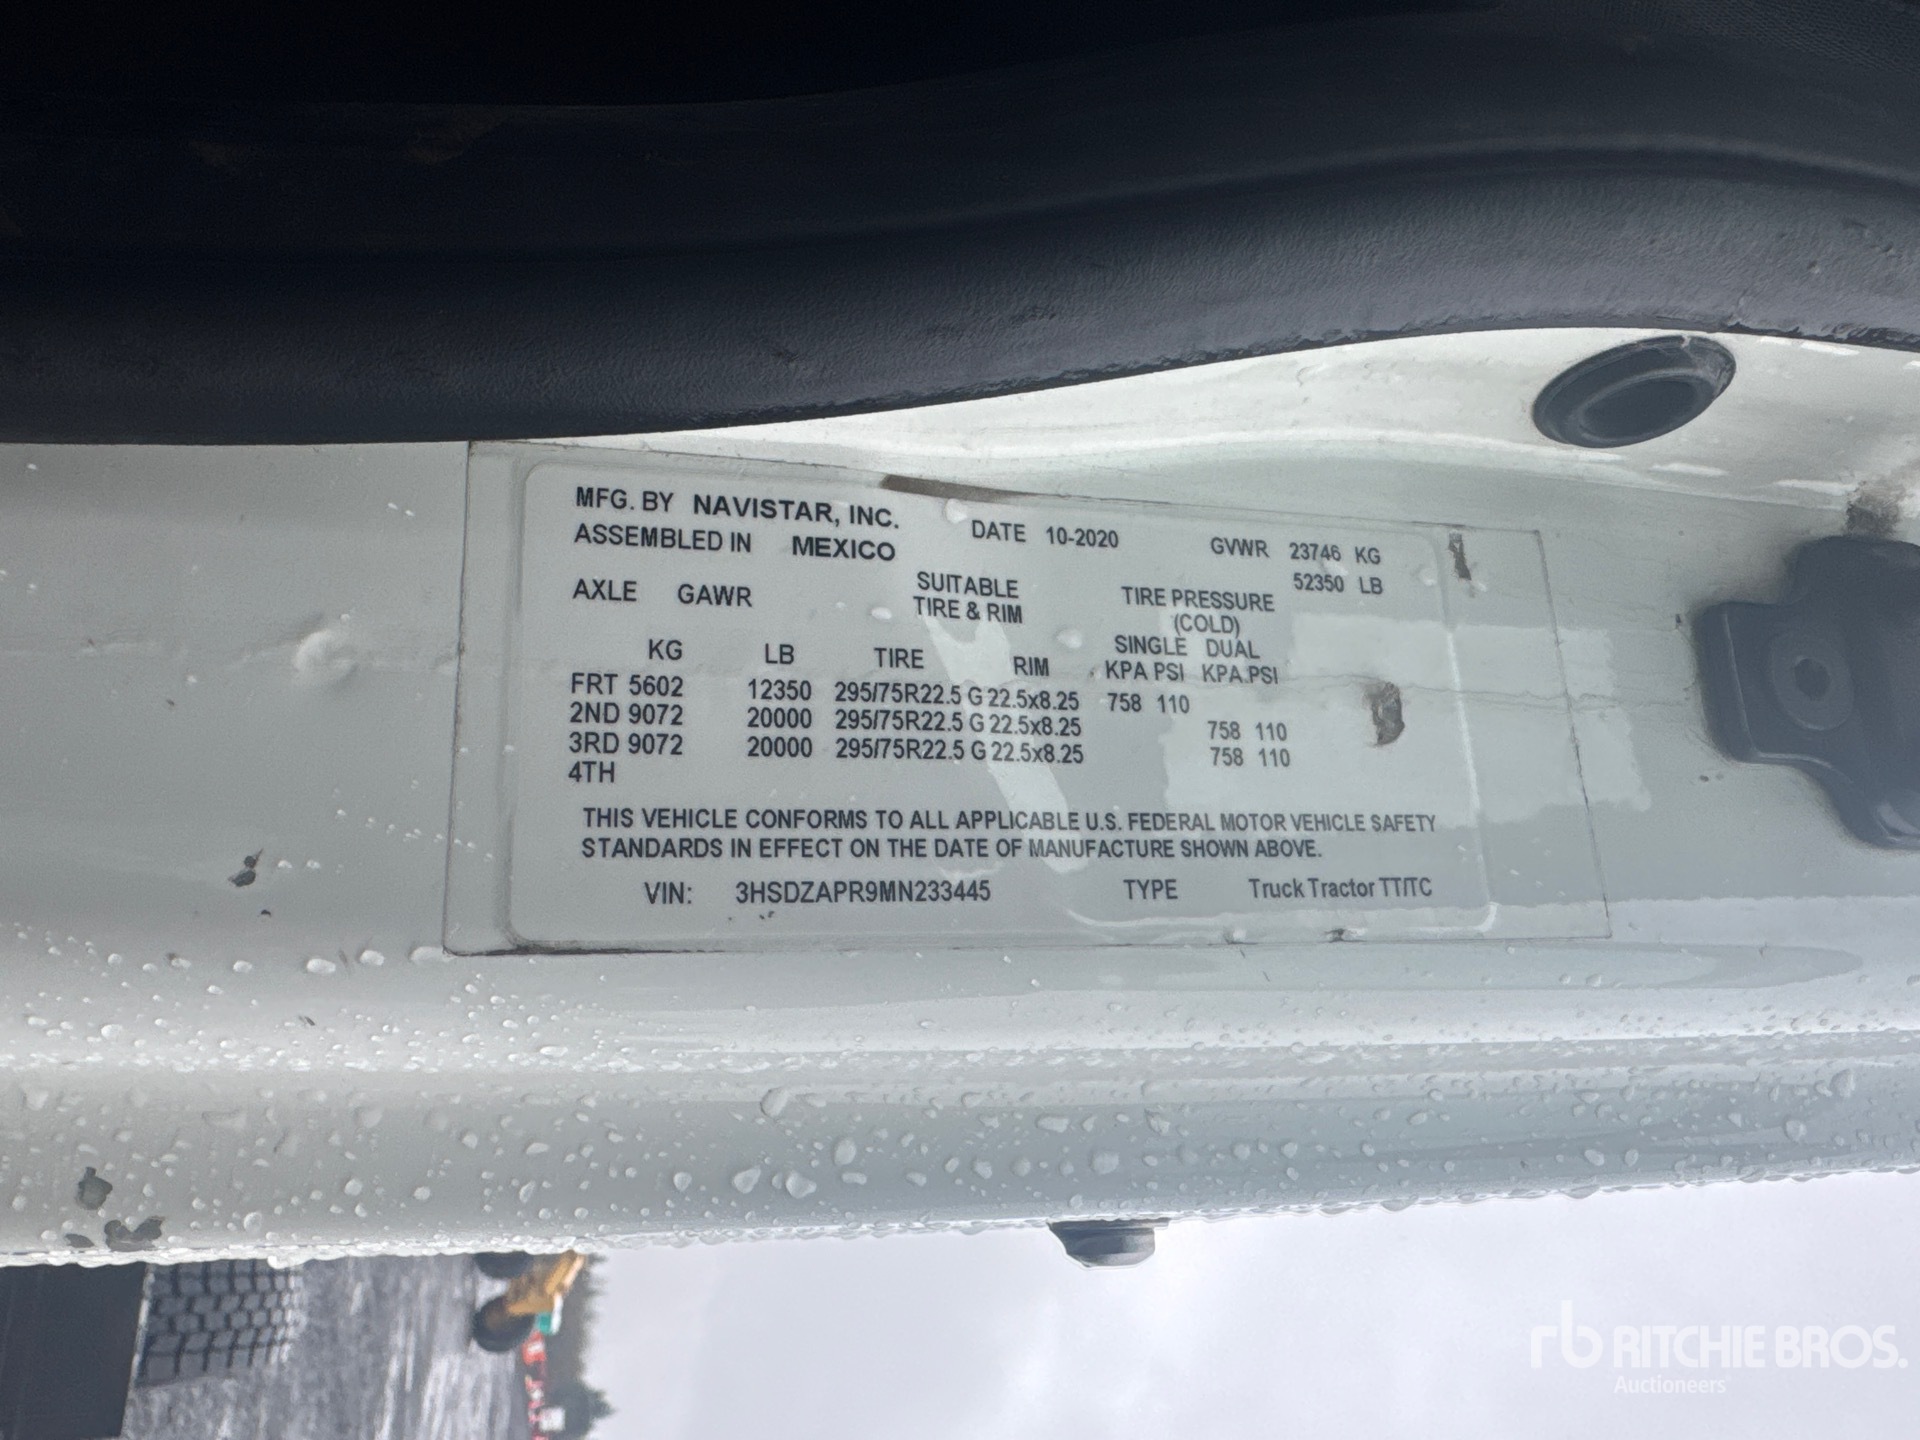 MFG. BY NAVISTAR, INC.
ASSEMBLED IN MEXICO
DATE 10-2020
GVWR 23746 KG
52350 LB
AXLE GAWR
SUITABLE
TIRE & RIM
TIRE PRESSURE
(COLD)
SINGLE DUAL
KG LB TIRE RIM KPA PSI KPA PSI
FRT 5602 12350 295/75R22.5 G 22.5x8.25 758 110
2ND 9072 20000 295/75R22.5 G 22.5x8.25 758 110
3RD 9072 20000 295/75R22.5 G 22.5x8.25 758 110
4TH
THIS VEHICLE CONFORMS TO ALL APPLICABLE U.S. FEDERAL MOTOR VEHICLE SAFETY
STANDARDS IN EFFECT ON THE DATE OF MANUFACTURE SHOWN ABOVE.
VIN: 3HSDZAPR9MN233445 TYPE Truck Tractor TT/TC
rb RITCHIE BROS.
Auctioneers